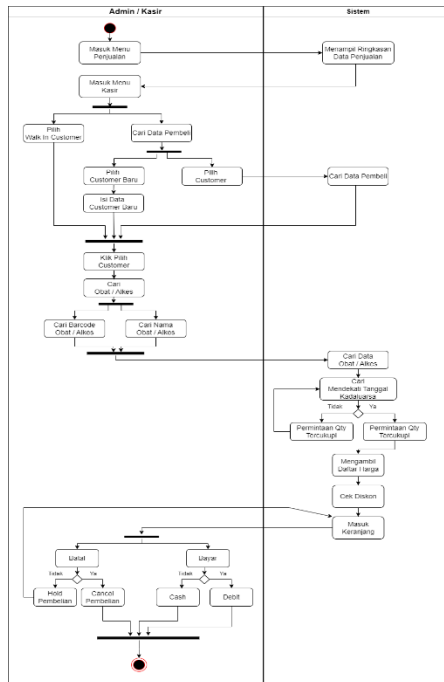 Admin / Kasir
Sistem
Masuk Menu
Penjualan
Menampil Ringkasan
Data Penjualan
Masuk Menu
Kasir
Pilih
Walk In Customer
Cari Data Pembeli
Pilih
Customer Baru
Pilih
Customer
Cari Data Pembeli
Isi Data
Customer Baru
Klik Pilih
Customer
Cari
Obat / Alkes
Cari Barcode
Obat / Alkes
Cari Nama
Obat / Alkes
Cari Data
Obat / Alkes
Cari
Mendekati Tanggal
Kadaluarsa
Tidak
Ya
Permintaan Qty
Tercukupi
Permintaan Qty
Tercukupi
Mengambil
Daftar Harga
Cek Diskon
Masuk
Keranjang
Batal
Bayar
Tidak
Ya
Tidak
Ya
Hold
Pembelian
Cancel
Pembelian
Cash
Debit